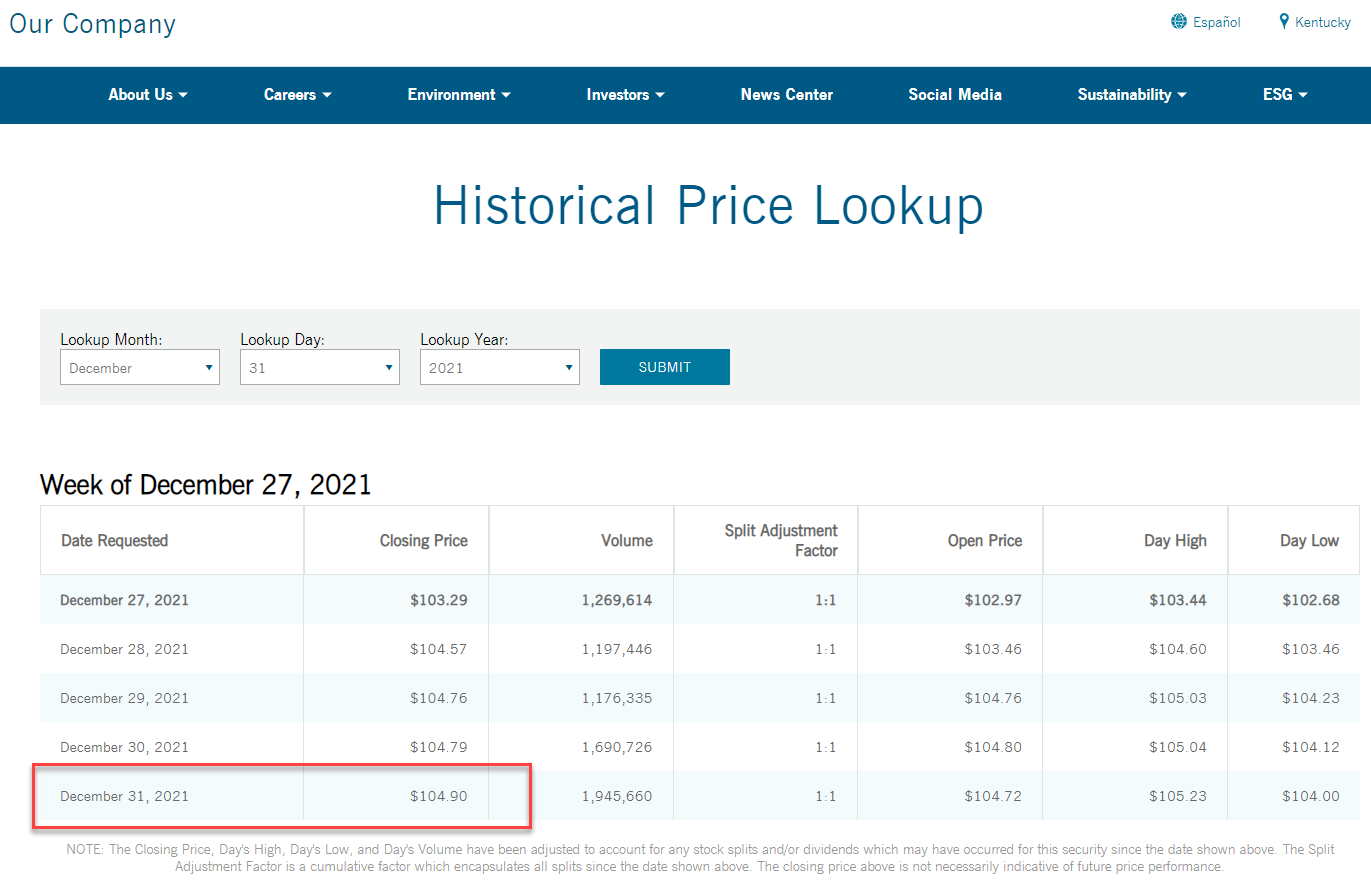 Our Company
Español
Kentucky
About Us
Careers
Environment
Investors
News Center
Social Media
Sustainability
ESG
Historical Price Lookup
Lookup Month:
Lookup Day:
Lookup Year:
December
31
2021
SUBMIT
Week of December 27, 2021
Date Requested Closing Price Volume Split Adjustment Factor Open Price Day High Day Low
December 27, 2021 $103.29 1,269,614 1:1 $102.97 $103.44 $102.68
December 28, 2021 $104.57 1,197,446 1:1 $103.46 $104.60 $103.46
December 29, 2021 $104.76 1,176,335 1:1 $104.76 $105.03 $104.23
December 30, 2021 $104.79 1,690,726 1:1 $104.80 $105.04 $104.12
December 31, 2021 $104.90 1,945,660 1:1 $104.72 $105.23 $104.00
NOTE: The Closing Price, Day's High, Day's Low, and Day's Volume have been adjusted to account for any stock splits and/or dividends which may have occurred for this security since the date shown above. The Split
Adjustment Factor is a cumulative factor which encapsulates all splits since the date shown above. The closing price above is not necessarily indicative of future price performance.